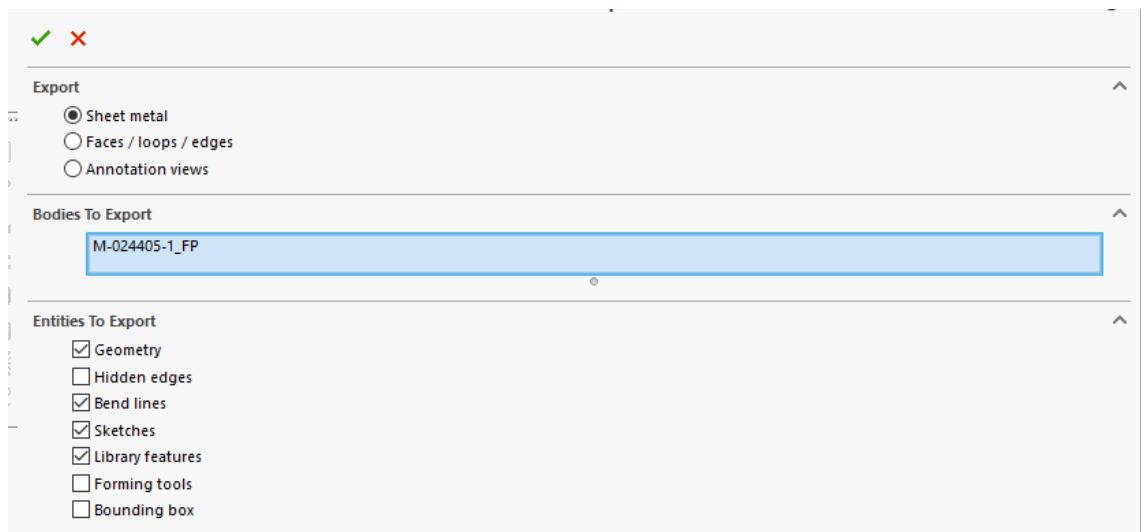 Export
Sheet metal
Faces / loops / edges
Annotation views
Bodies To Export
M-024405-1_FP
Entities To Export
Geometry
Hidden edges
Bend lines
Sketches
Library features
Forming tools
Bounding box